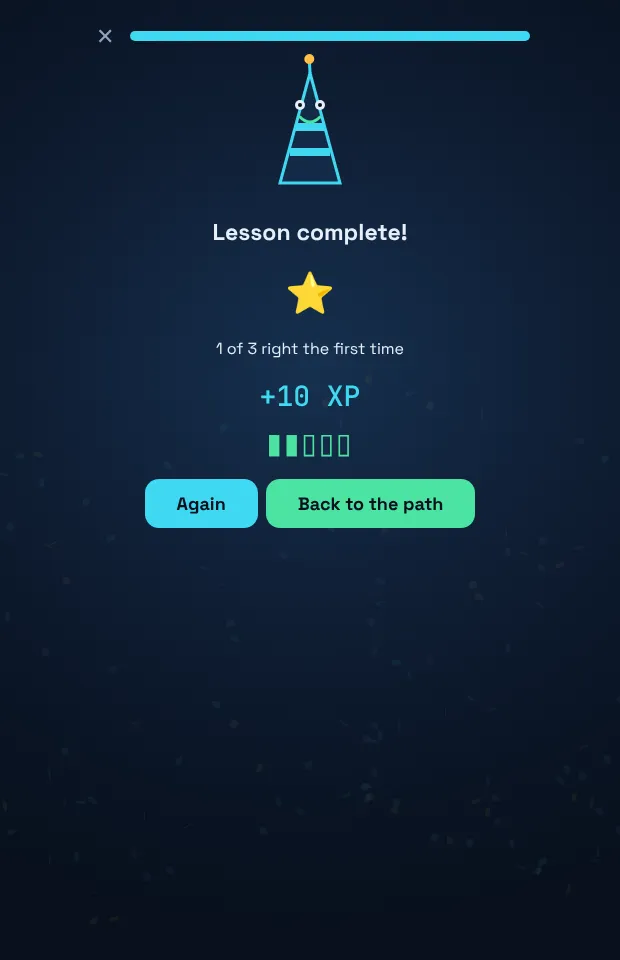 Lesson complete!
1 of 3 right the first time
+10 XP
Again
Back to the path